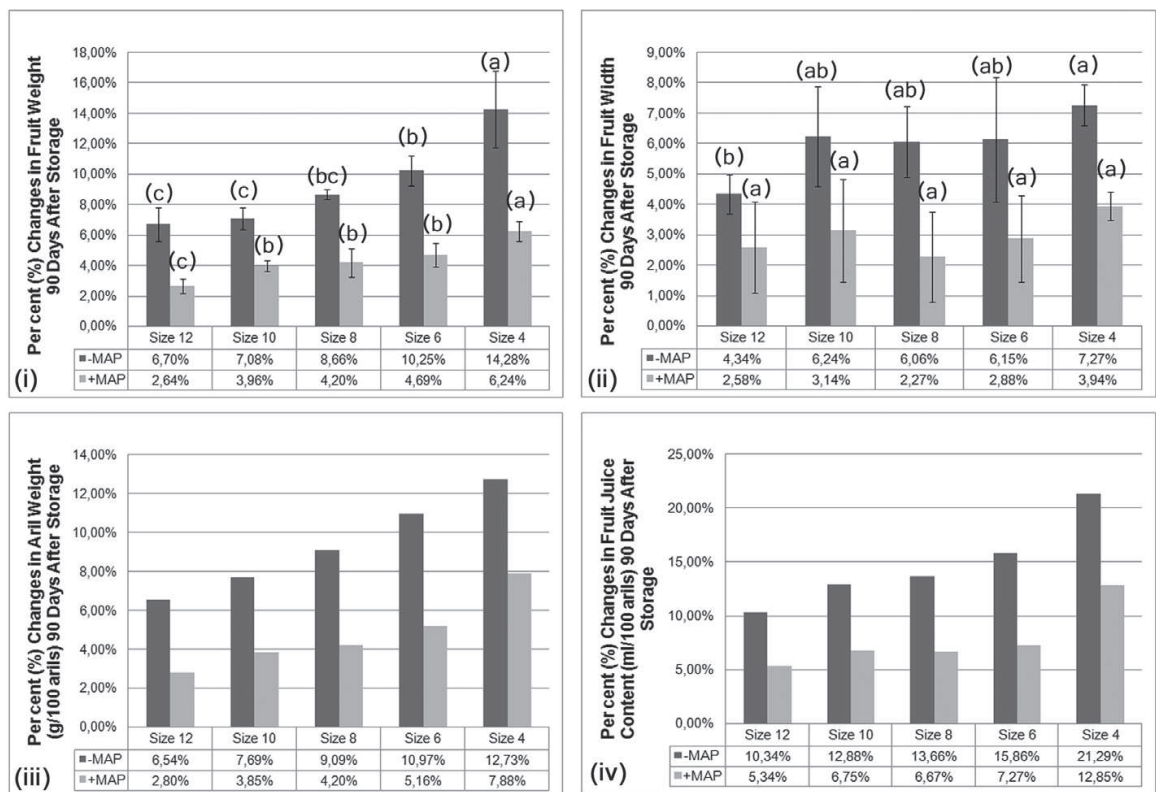 Per cent (%) Changes in Fruit Weight
90 Days After Storage
18,00%
16,00%
14,00%
12,00%
10,00%
8,00%
6,00%
4,00%
2,00%
0,00%
(c) (c) (bc) (b) (a)
(c) (b) (b) (b) (a)
Size 12 Size 10 Size 8 Size 6 Size 4
-MAP 6,70% 7,08% 8,66% 10,25% 14,28%
+MAP 2,64% 3,96% 4,20% 4,69% 6,24%
(i)
Per cent (%) Changes in Fruit Width
90 Days After Storage
9,00%
8,00%
7,00%
6,00%
5,00%
4,00%
3,00%
2,00%
1,00%
0,00%
(b) (ab) (ab) (ab) (a)
(a) (a) (a) (a) (a)
Size 12 Size 10 Size 8 Size 6 Size 4
-MAP 4,34% 6,24% 6,06% 6,15% 7,27%
+MAP 2,58% 3,14% 2,27% 2,88% 3,94%
(ii)
Per cent (%) Changes in Aril Weight
(g/100 arils) 90 Days After Storage
14,00%
12,00%
10,00%
8,00%
6,00%
4,00%
2,00%
0,00%
Size 12 Size 10 Size 8 Size 6 Size 4
-MAP 6,54% 7,69% 9,09% 10,97% 12,73%
+MAP 2,80% 3,85% 4,20% 5,16% 7,88%
(iii)
Per cent (%) Changes in Fruit Juice
Content (ml/100 arils) 90 Days After
Storage
25,00%
20,00%
15,00%
10,00%
5,00%
0,00%
Size 12 Size 10 Size 8 Size 6 Size 4
-MAP 10,34% 12,88% 13,66% 15,86% 21,29%
+MAP 5,34% 6,75% 6,67% 7,27% 12,85%
(iv)